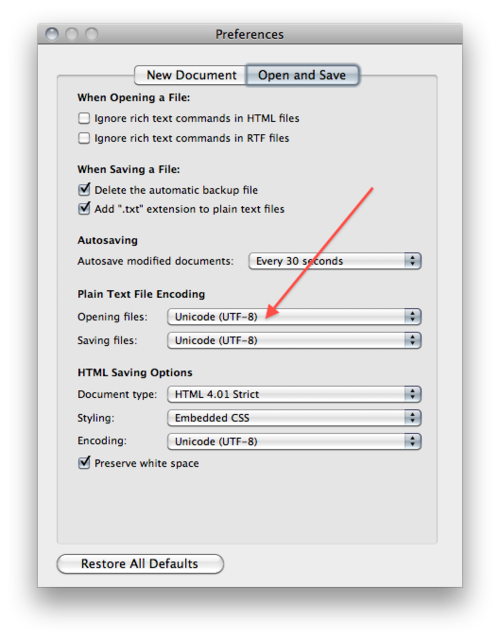 Preferences
New Document Open and Save
When Opening a File:
Ignore rich text commands in HTML files
Ignore rich text commands in RTF files
When Saving a File:
Delete the automatic backup file
Add ".txt" extension to plain text files
Autosaving
Autosave modified documents: Every 30 seconds
Plain Text File Encoding
Opening files: Unicode (UTF-8)
Saving files: Unicode (UTF-8)
HTML Saving Options
Document type: HTML 4.01 Strict
Styling: Embedded CSS
Encoding: Unicode (UTF-8)
Preserve white space
Restore All Defaults